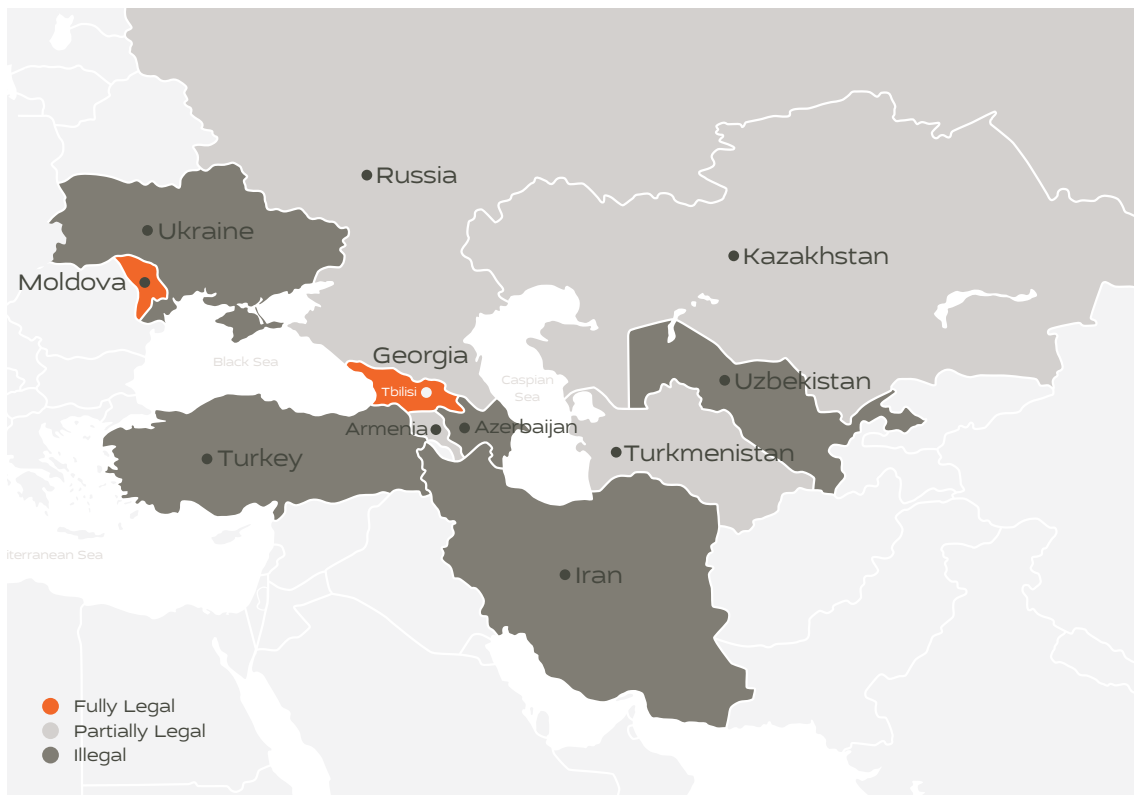 Russia
Ukraine
Kazakhstan
Moldova
Georgia
Black Sea
Caspian
Sea
Tbilisi
Uzbekistan
Armenia
Azerbaijan
Turkey
Turkmenistan
iterranean Sea
Iran
Fully Legal
Partially Legal
Illegal